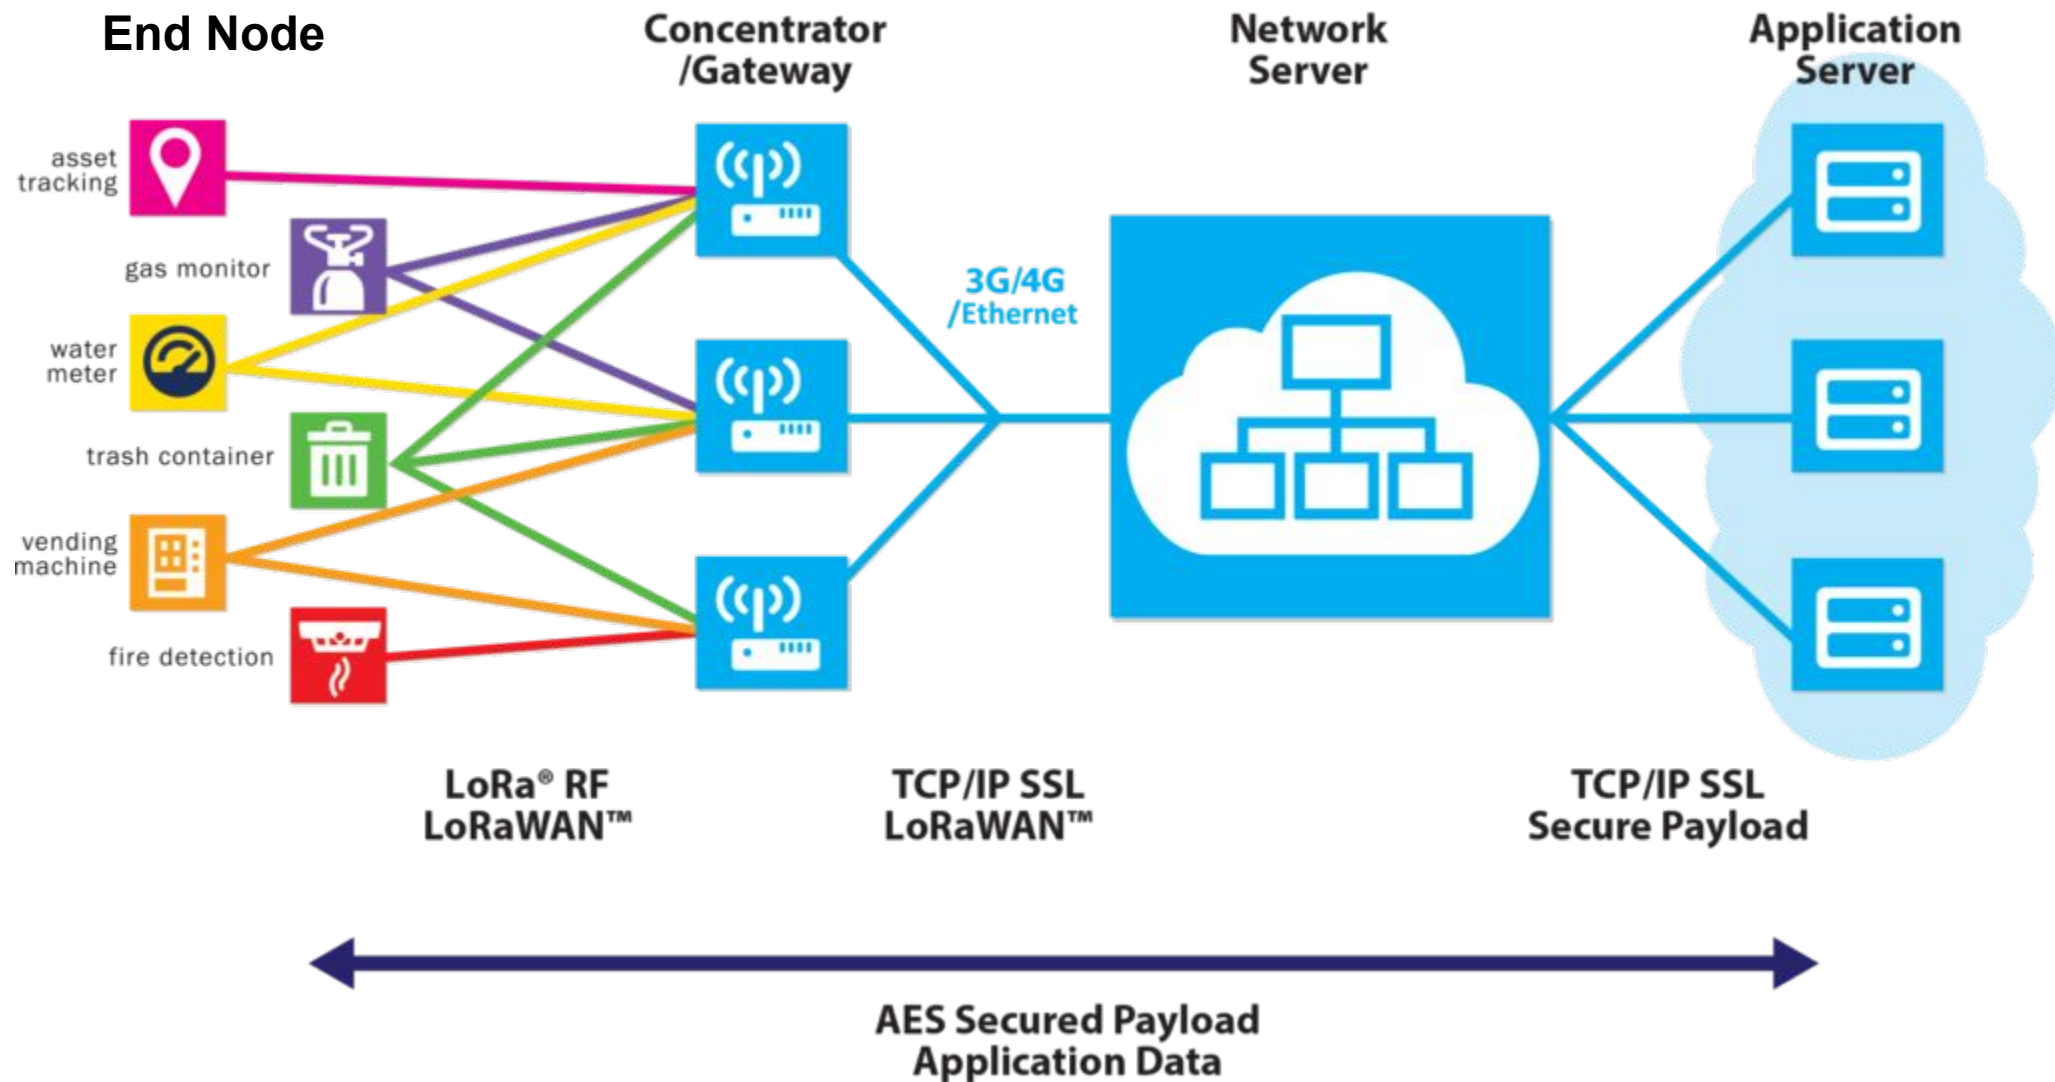 End Node
Concentrator
/Gateway
Network
Server
Application
Server
asset
tracking
gas monitor
water
meter
trash container
vending
machine
fire detection
3G/4G
/Ethernet
LoRa® RF
LoRaWAN™
TCP/IP SSL
LoRaWAN™
TCP/IP SSL
Secure Payload
AES Secured Payload
Application Data